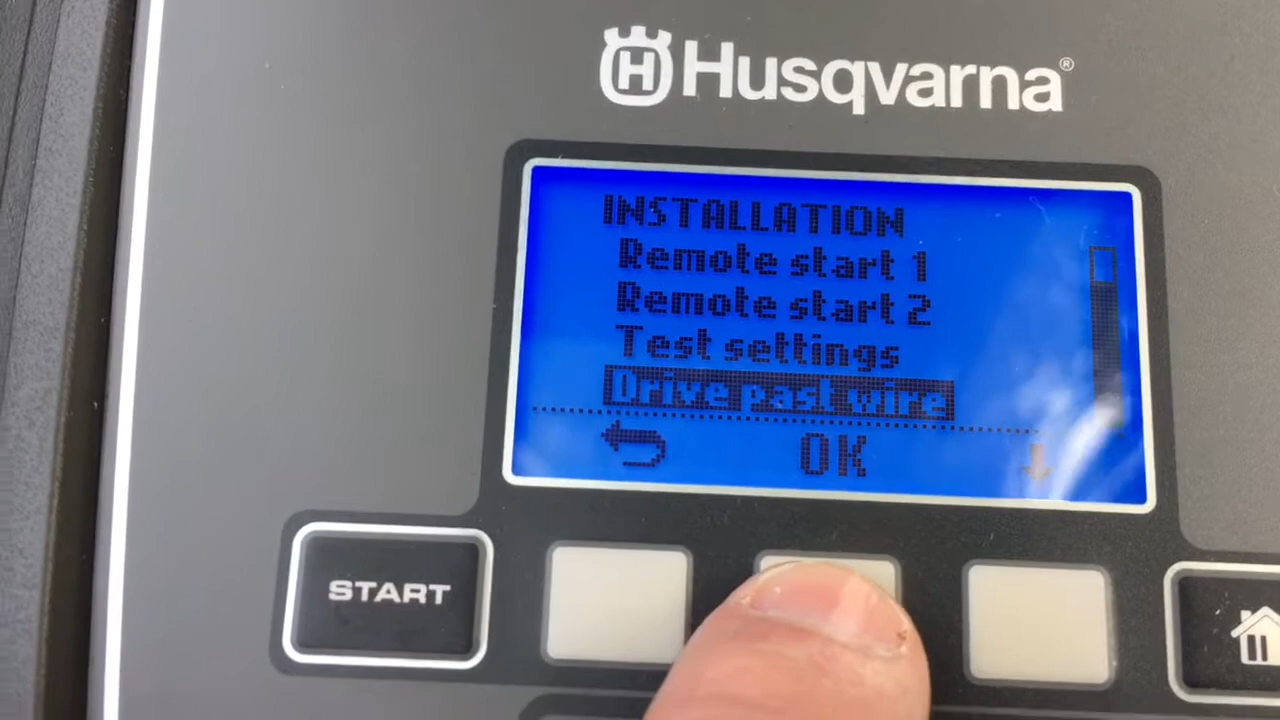 H Husqvarna®
INSTALLATION
Remote start 1
Remote start 2
Test settings
Drive past wire
OK
START